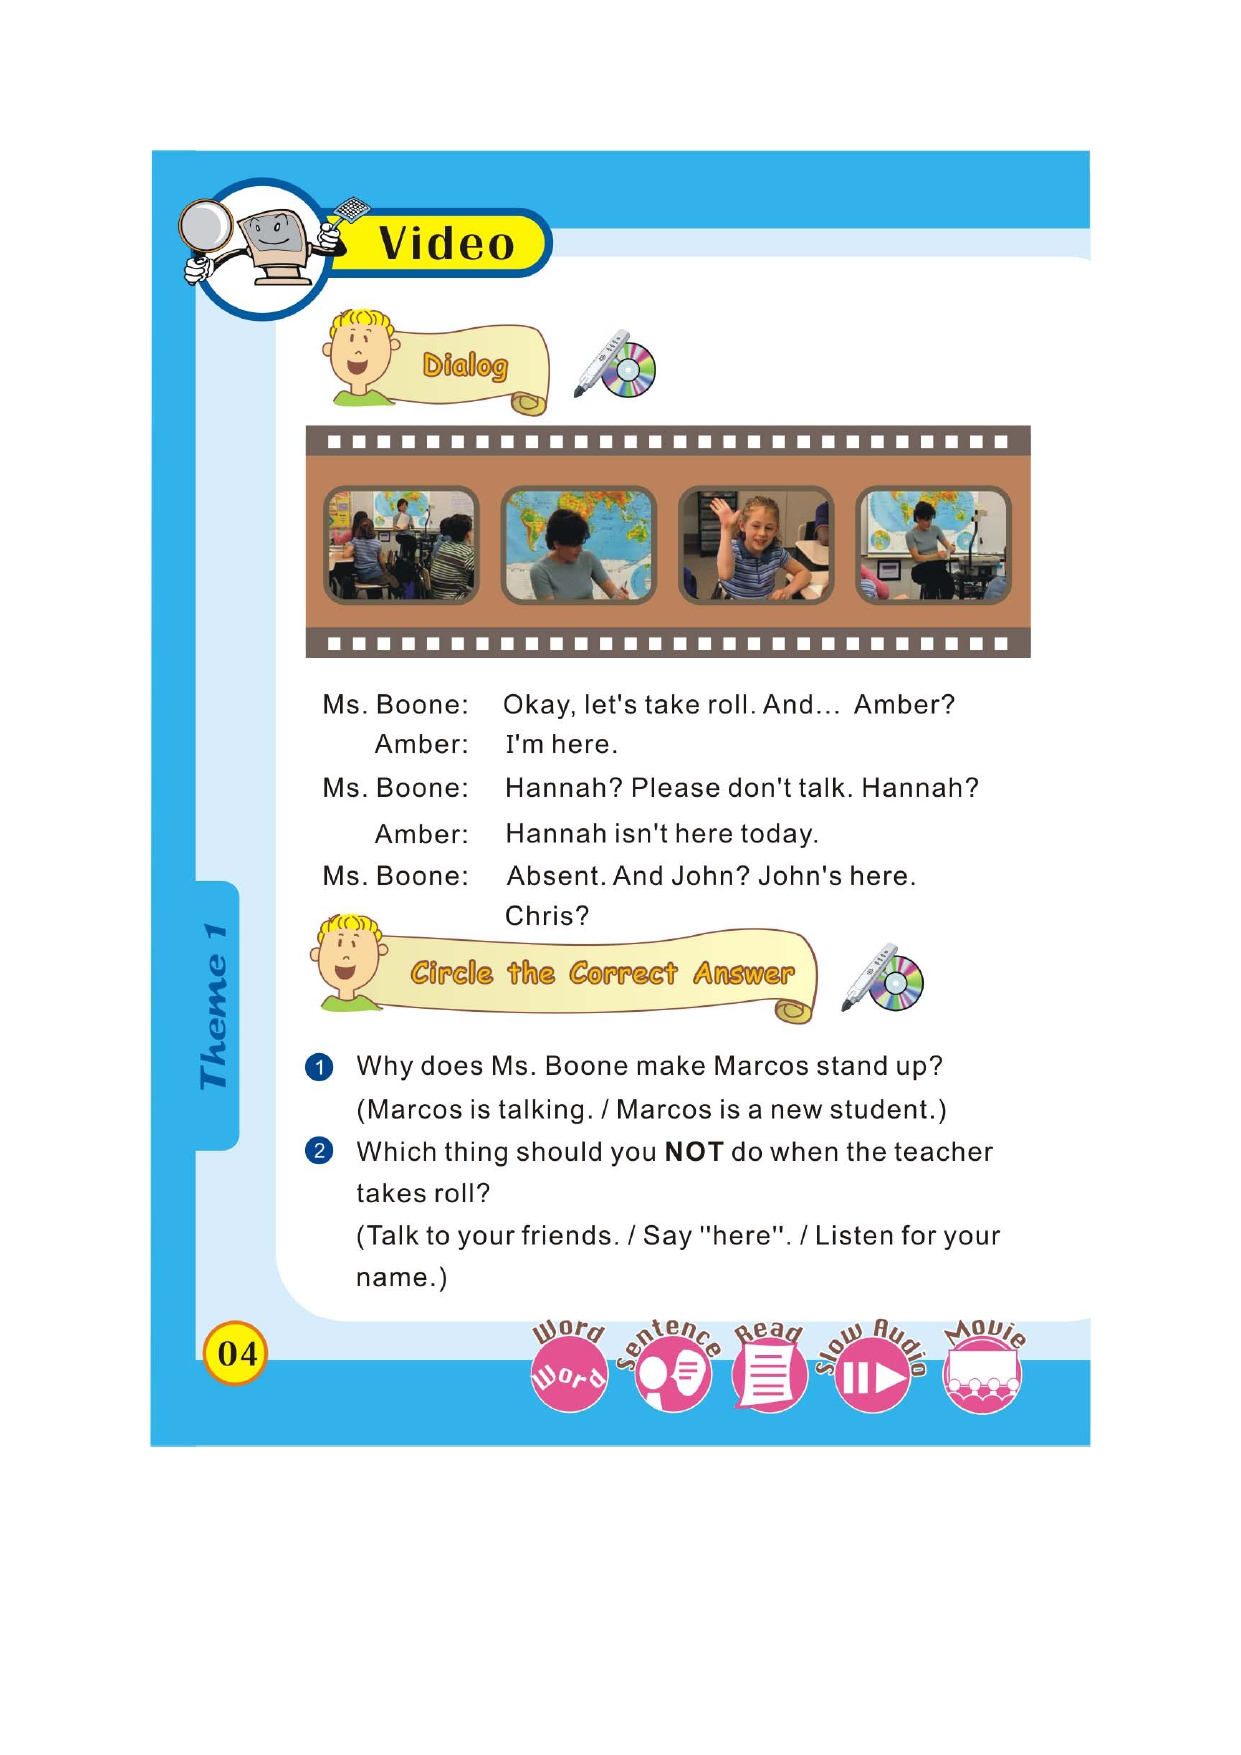 Video
Dialog
Ms. Boone: Okay, let's take roll. And... Amber?
Amber: I'm here.
Ms. Boone: Hannah? Please don't talk. Hannah?
Amber: Hannah isn't here today.
Ms. Boone: Absent. And John? John's here.
Chris?
Circle the Correct Answer
1 Why does Ms. Boone make Marcos stand up?
(Marcos is talking. / Marcos is a new student.)
2 Which thing should you NOT do when the teacher
takes roll?
(Talk to your friends. / Say "here". / Listen for your
name.)
Theme 1
04
Word
Word
Sentence
Read
Slow Audio
Movie